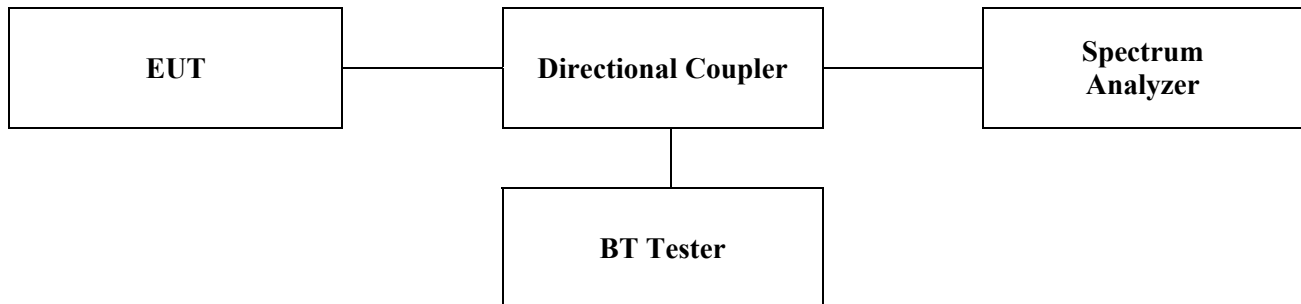 EUT
Directional Coupler
Spectrum
Analyzer
BT Tester